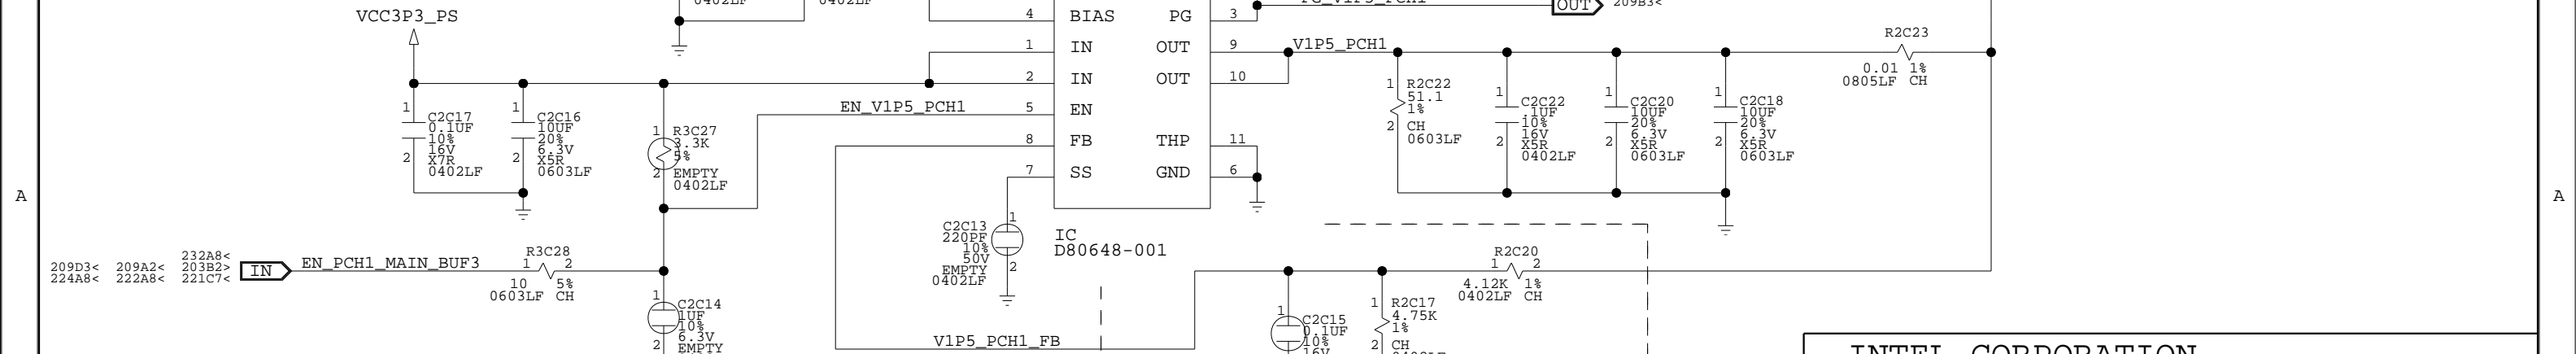 VCC3P3_PS
0402LF
0402LF
4
BIAS
PG
3
PG_V1P5_PCH1
OUT
209B3<
1
IN
OUT
9
V1P5_PCH1
R2C23
0.01 1%
0805LF CH
2
IN
OUT
10
EN_V1P5_PCH1
5
EN
8
FB
THP
11
7
SS
GND
6
1
C2C17
0.1UF
10%
16V
2
X7R
0402LF
1
C2C16
10UF
20%
6.3V
2
X5R
0603LF
1
R3C27
3.3K
5%
2
EMPTY
0402LF
1
R2C22
51.1
1%
2
CH
0603LF
1
C2C22
.1UF
10%
16V
2
X5R
0402LF
1
C2C20
10UF
20%
6.3V
2
X5R
0603LF
1
C2C18
10UF
20%
6.3V
2
X5R
0603LF
A
A
1
C2C13
220PF
10%
50V
2
EMPTY
0402LF
IC
D80648-001
232A8<
209D3< 209A2< 203B2>
224A8< 222A8< 221C7<
IN
EN_PCH1_MAIN_BUF3
R3C28
1 2
10 5%
0603LF CH
R2C20
1 2
4.12K 1%
0402LF CH
1
C2C14
1UF
10%
6.3V
2
EMPTY
V1P5_PCH1_FB
1
C2C15
0.1UF
10%
16V
1
R2C17
4.75K
1%
2
CH
0402LF
INTEL CORPORATION